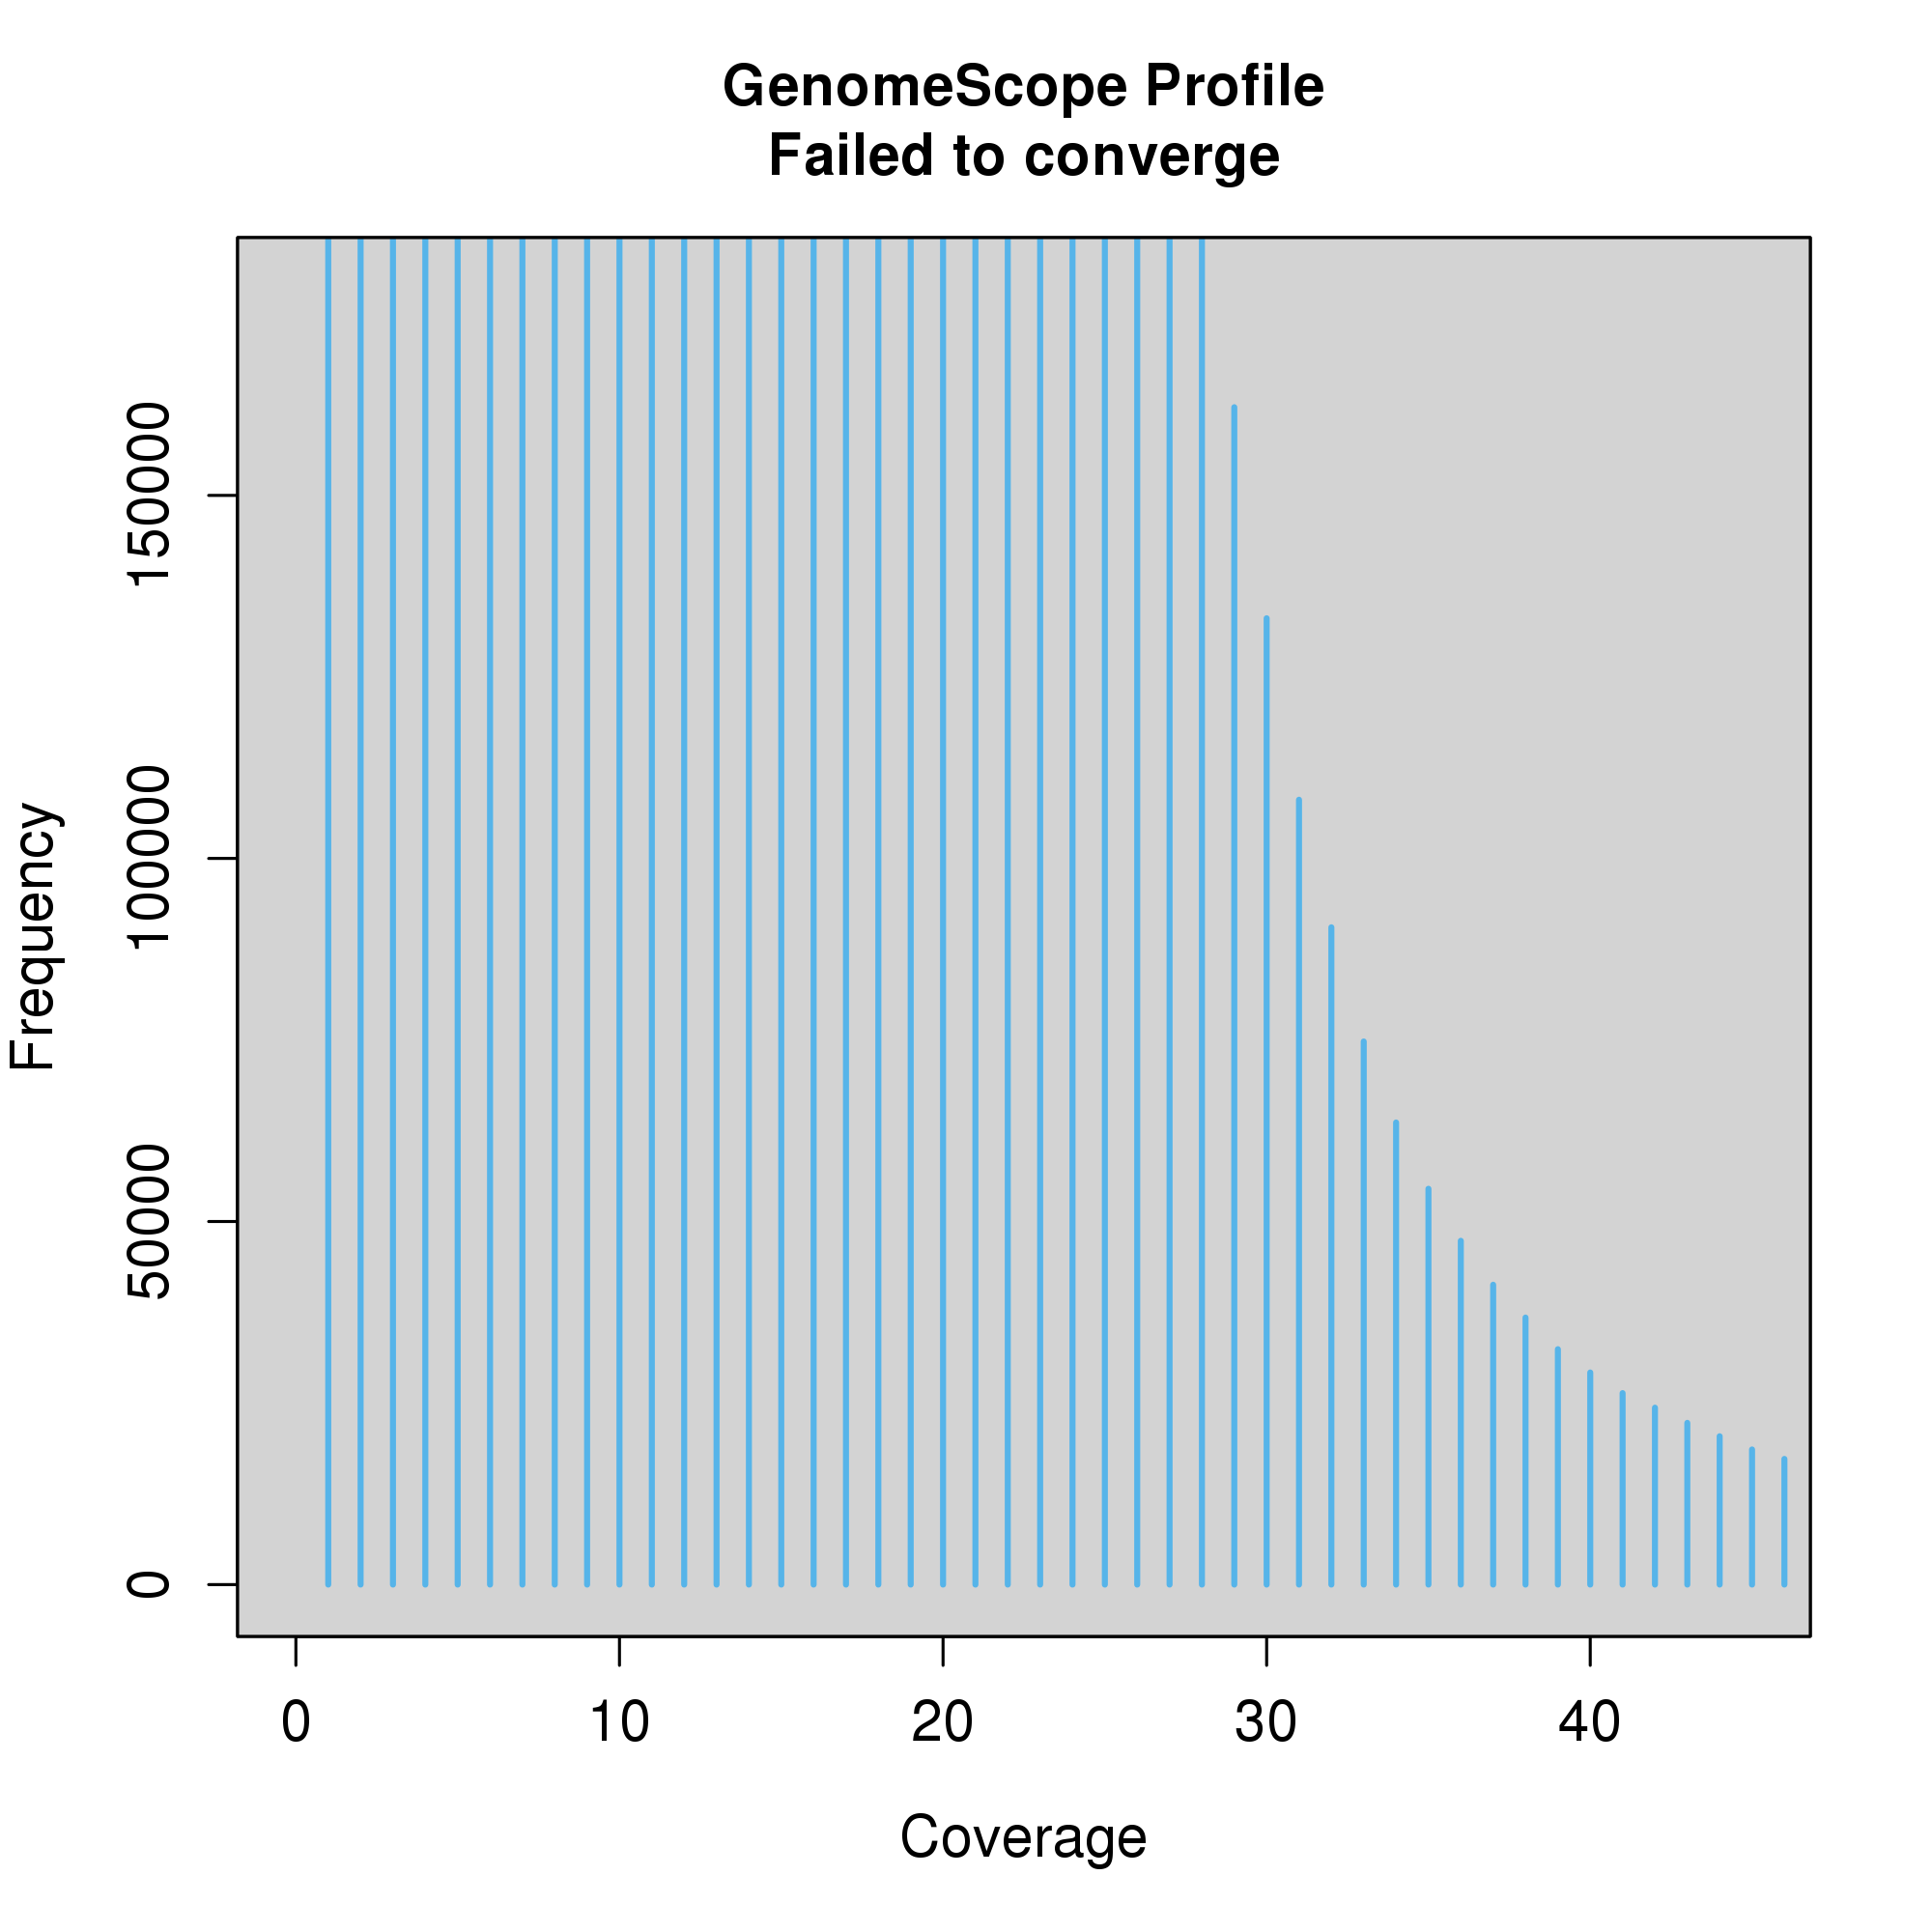 GenomeScope Profile
Failed to converge
Frequency
150000
100000
50000
0
0 10 20 30 40
Coverage